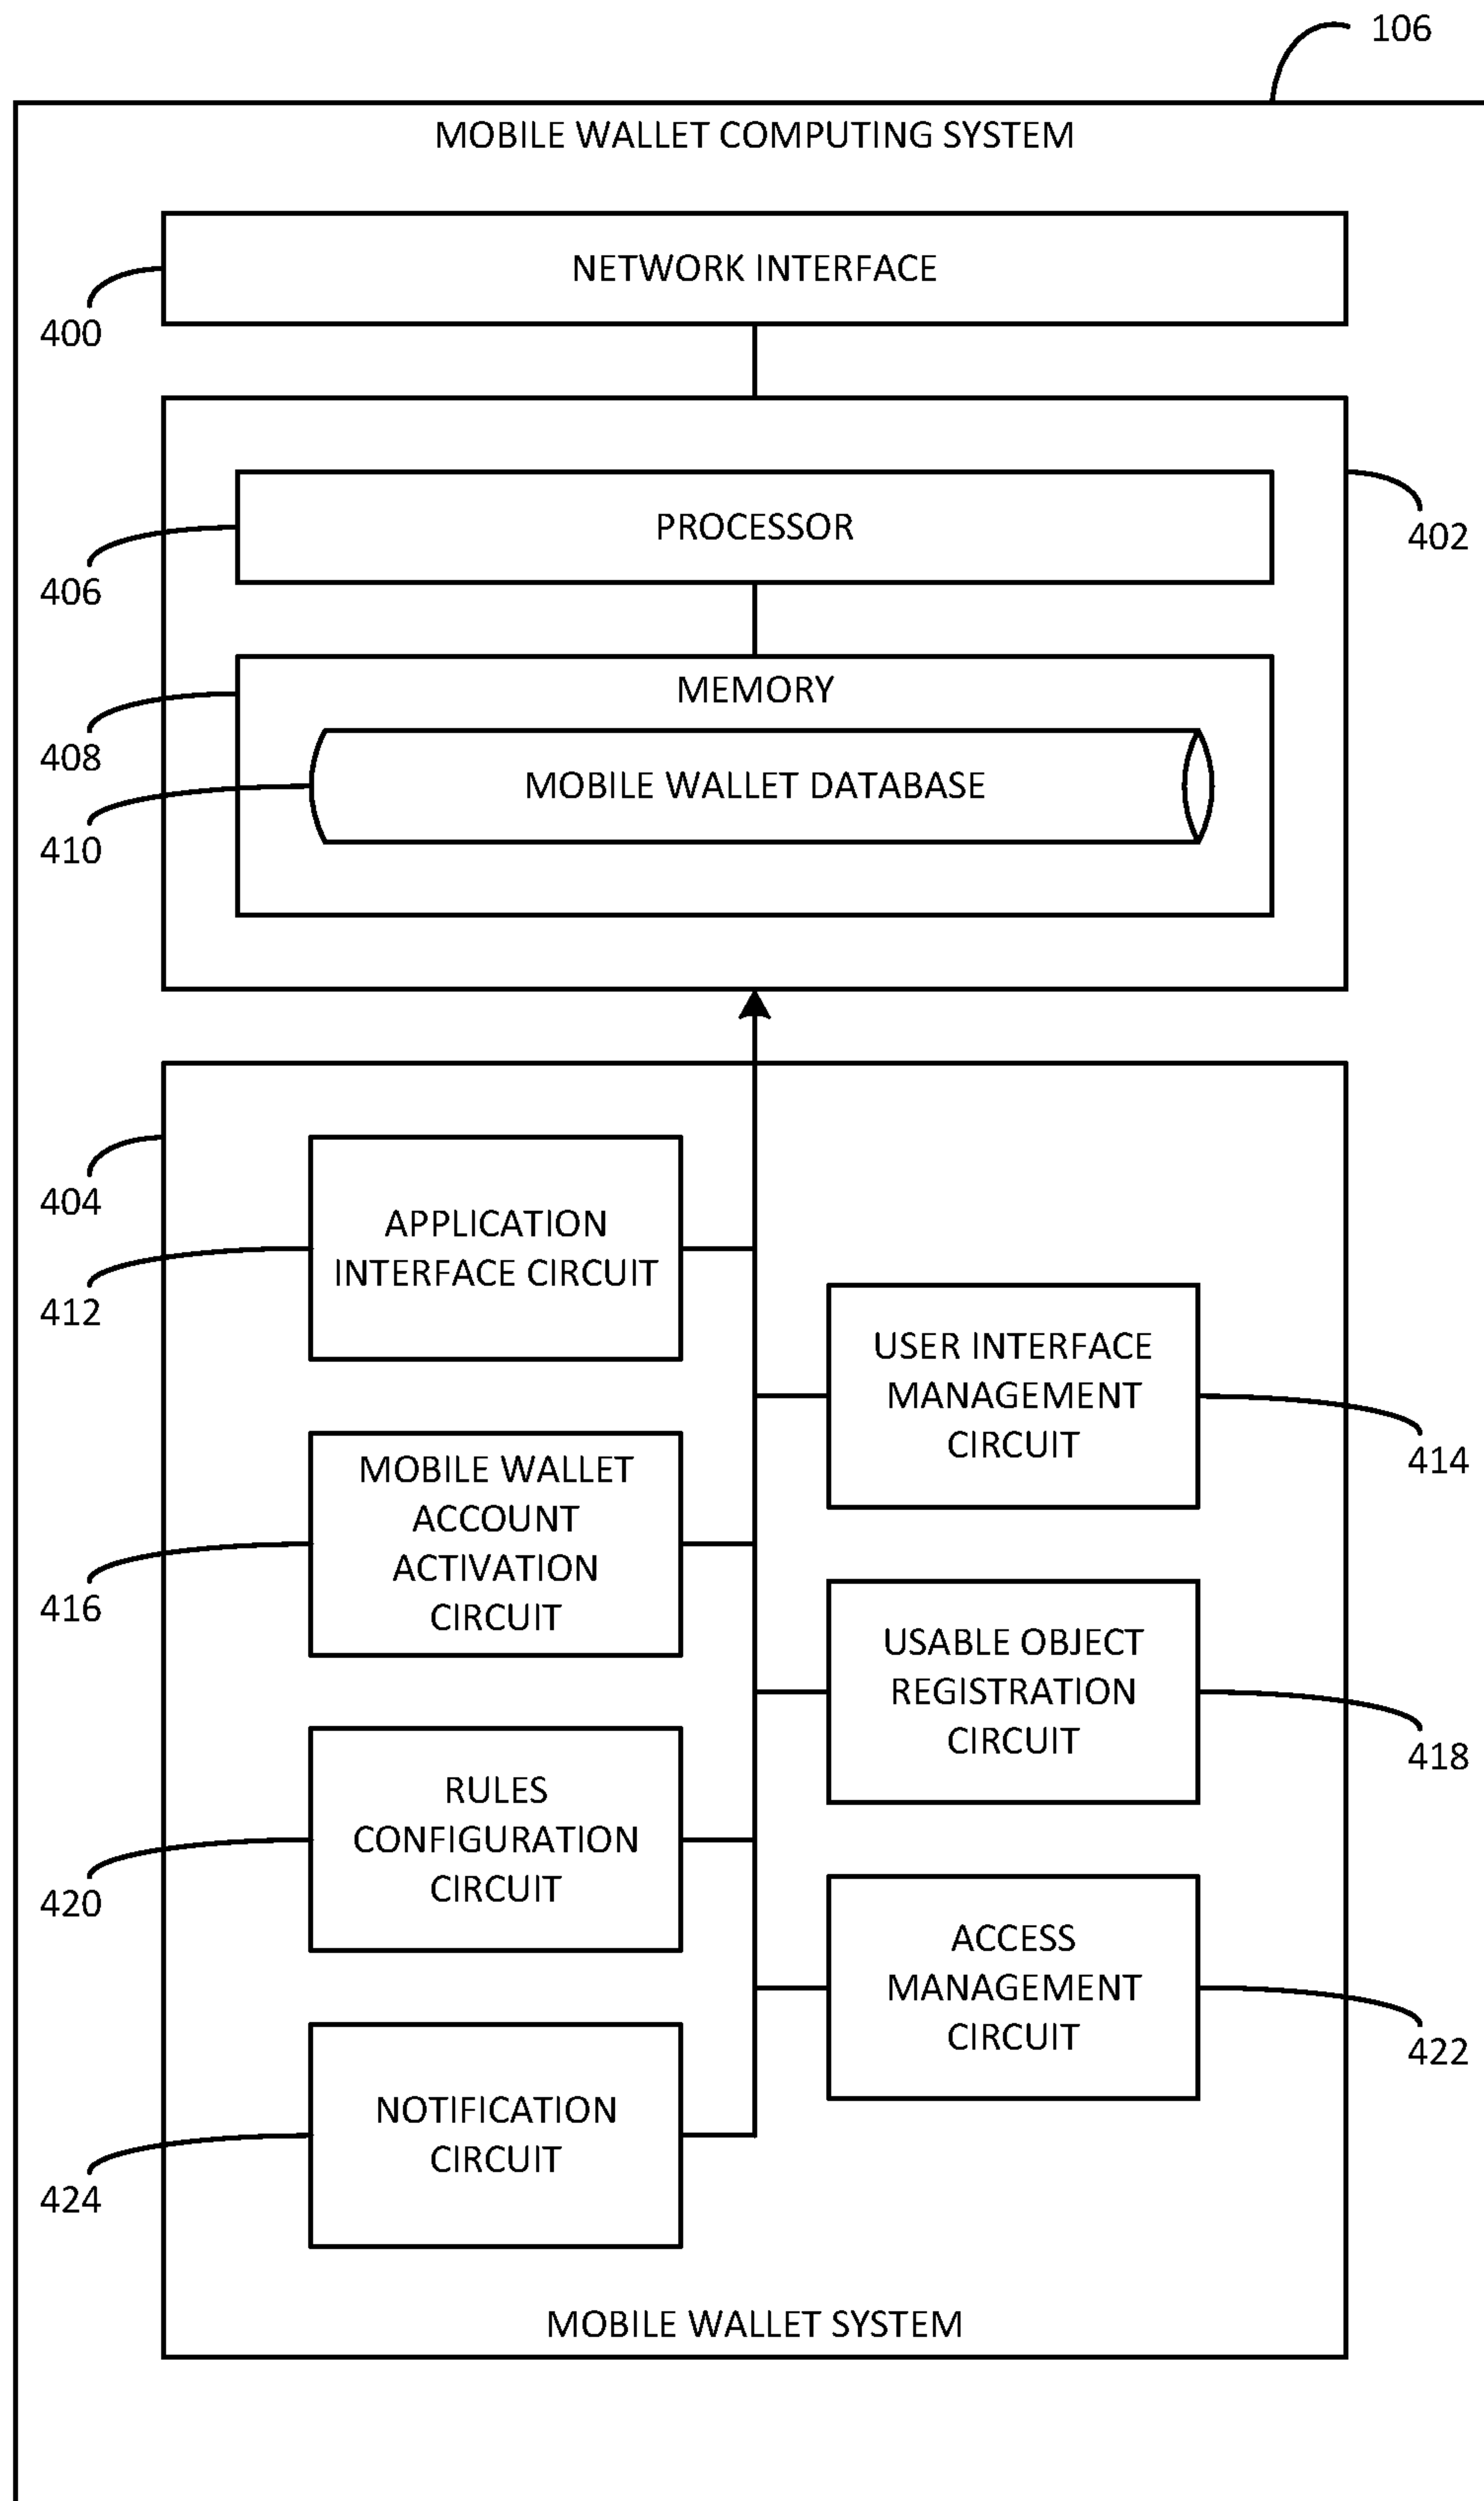 106
MOBILE WALLET COMPUTING SYSTEM
NETWORK INTERFACE
400
PROCESSOR
402
406
MEMORY
408
MOBILE WALLET DATABASE
410
404
APPLICATION
INTERFACE CIRCUIT
412
USER INTERFACE
MANAGEMENT
CIRCUIT
414
MOBILE WALLET
ACCOUNT
ACTIVATION
CIRCUIT
416
USABLE OBJECT
REGISTRATION
CIRCUIT
418
RULES
CONFIGURATION
CIRCUIT
420
ACCESS
MANAGEMENT
CIRCUIT
422
NOTIFICATION
CIRCUIT
424
MOBILE WALLET SYSTEM